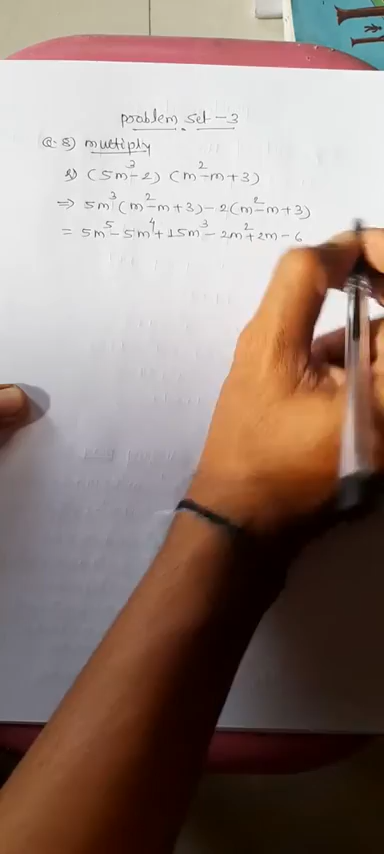 problem set - 3
Q.8) multiply
3) (5m³-2) (m²-m+3)
⇒ 5m³(m²-m+3) - 2(m²-m+3)
= 5m⁵ - 5m⁴ + 15m³ - 2m² + 2m - 6